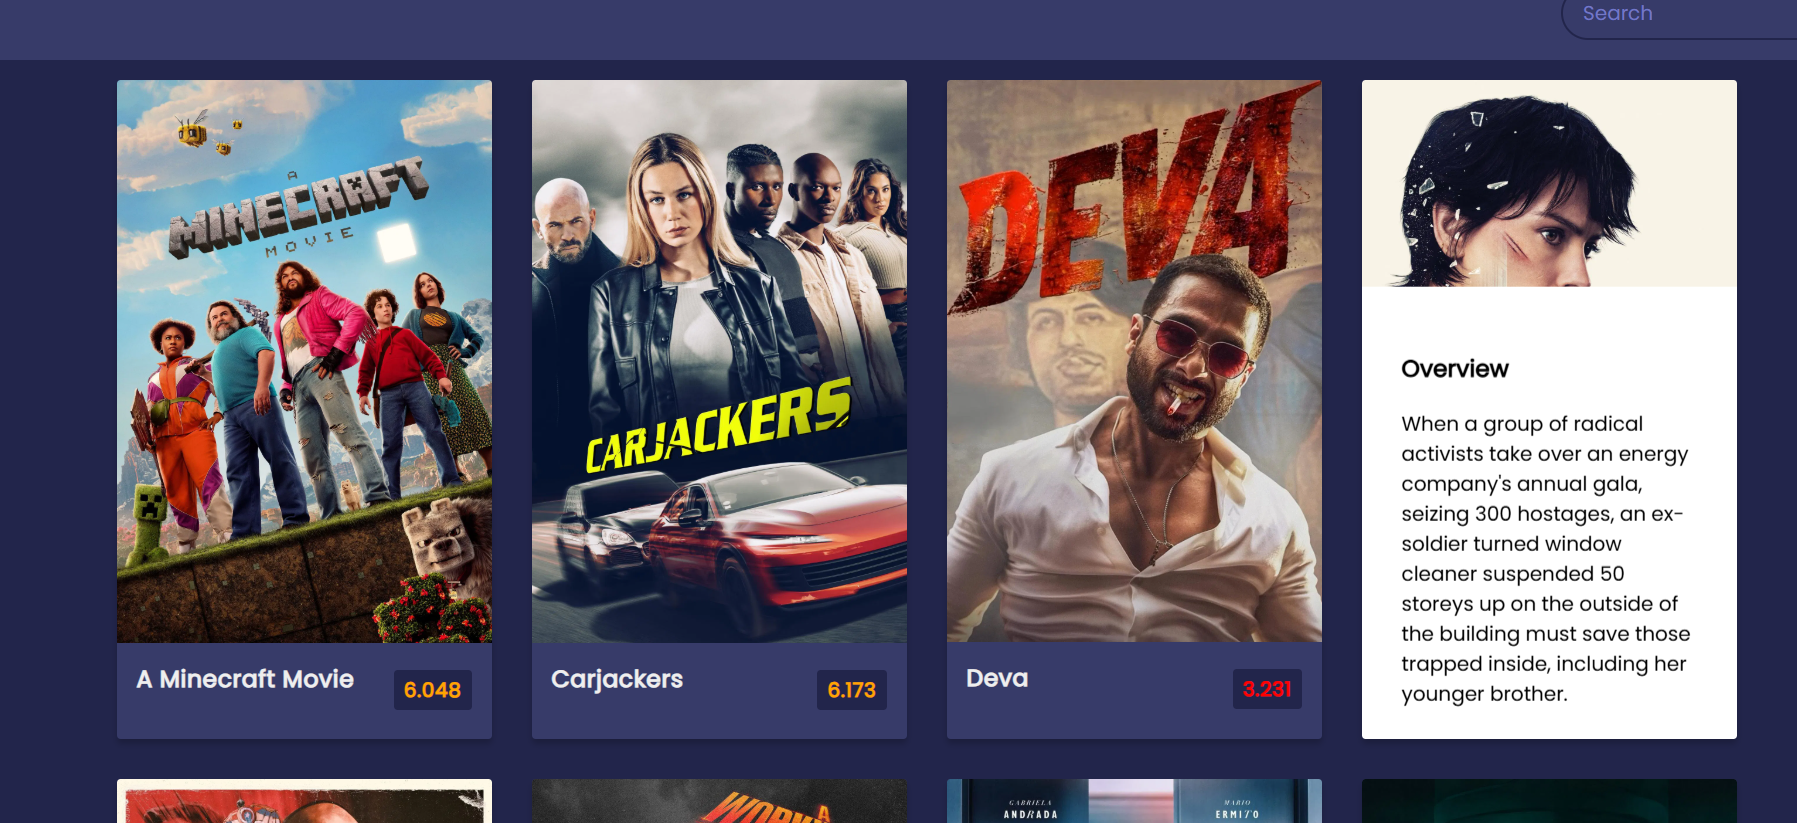 Search
A
MINECRAFT
MOVIE
CARJACKERS
DEVA
Overview
When a group of radical
activists take over an energy
company's annual gala,
seizing 300 hostages, an ex-
soldier turned window
cleaner suspended 50
storeys up on the outside of
the building must save those
trapped inside, including her
younger brother.
A Minecraft Movie
6.048
Carjackers
6.173
Deva
3.231
A
WORKI
GABRIELA
ANDRADA
MARIO
ERMITO